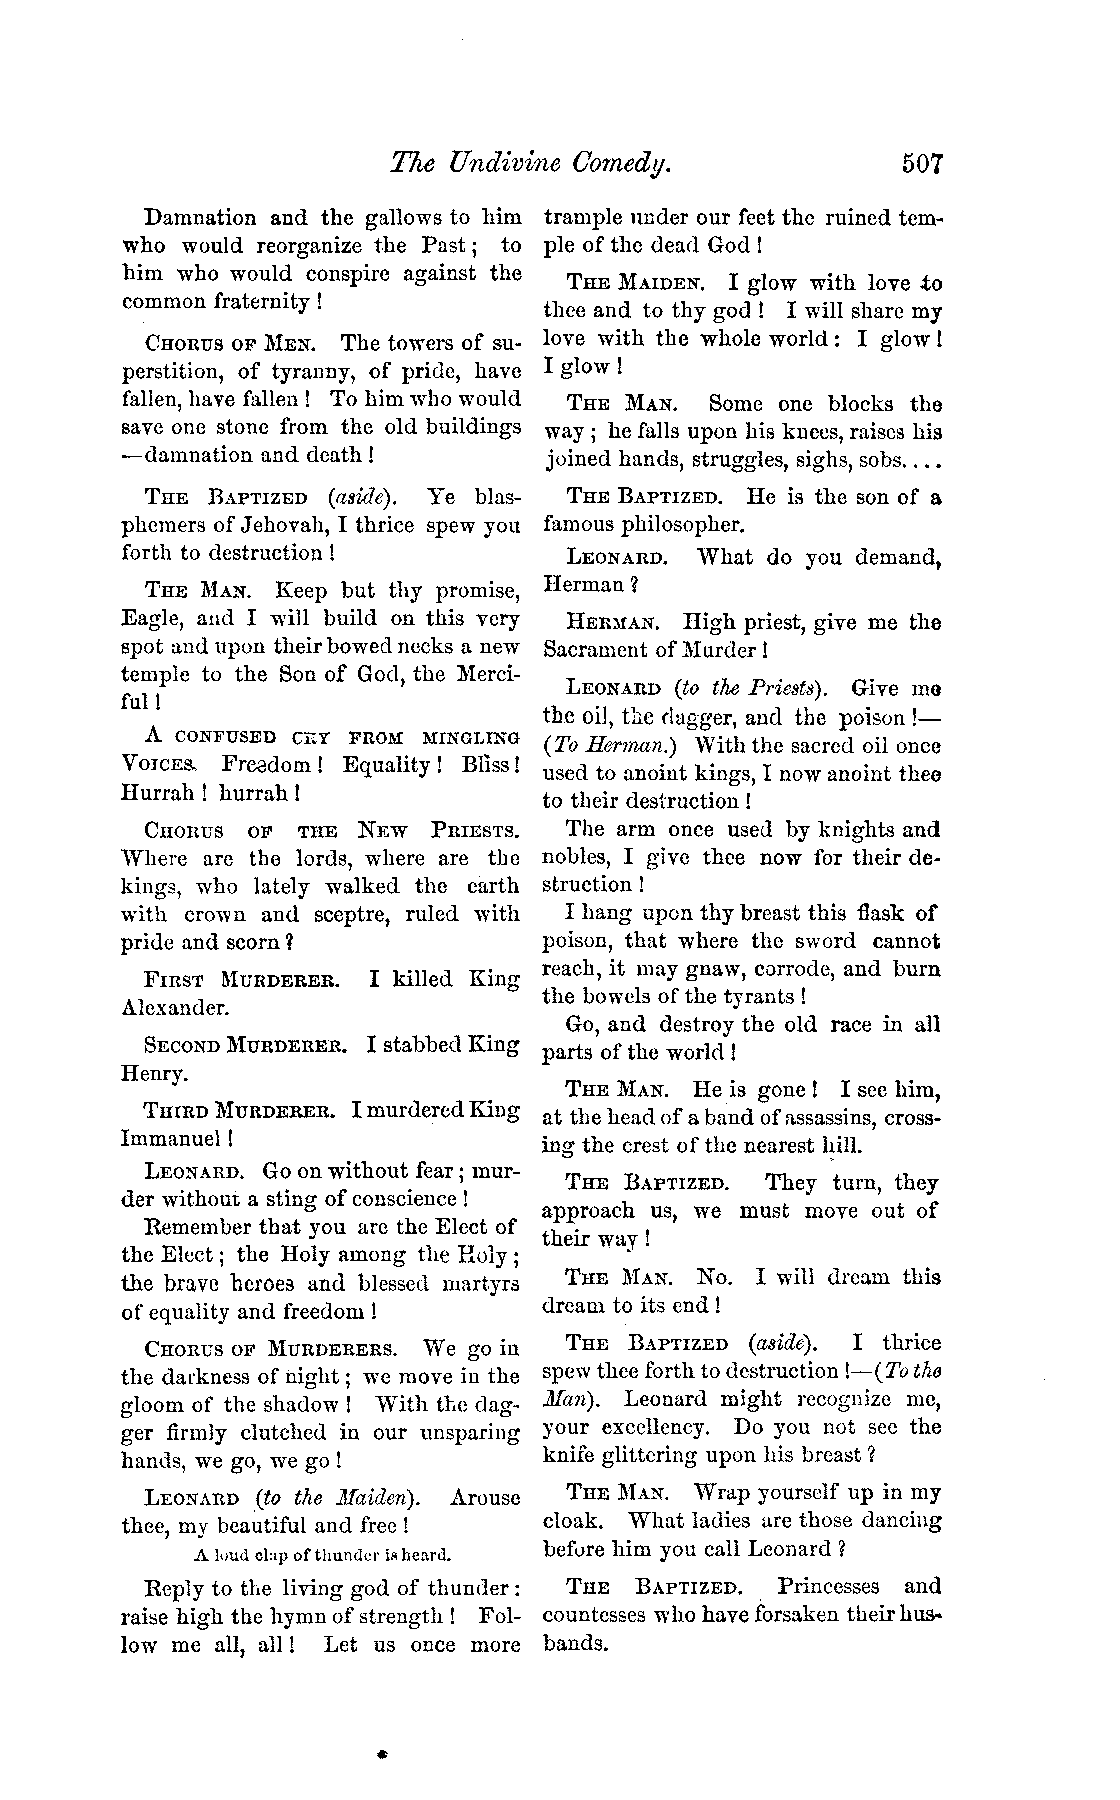 The Undivine Comedy. 507
Damnation and the gallows to him
who would reorganize the Past; to
him who would conspire against the
common fraternity!
CHORUS OF MEN. The towers of su-
perstition, of tyranny, of pride, have
fallen, have fallen! To him who would
save one stone from the old buildings
—damnation and death!
THE BAPTIZED (aside). Ye blas-
phemers of Jehovah, I thrice spew you
forth to destruction!
THE MAN. Keep but thy promise,
Eagle, and I will build on this very
spot and upon their bowed necks a new
temple to the Son of God, the Merci-
ful!
A CONFUSED CRY FROM MINGLING
VOICES. Freedom! Equality! Bliss!
Hurrah! hurrah!
CHORUS OF THE NEW PRIESTS.
Where are the lords, where are the
kings, who lately walked the earth
with crown and sceptre, ruled with
pride and scorn?
FIRST MURDERER. I killed King
Alexander.
SECOND MURDERER. I stabbed King
Henry.
THIRD MURDERER. I murdered King
Immanuel!
LEONARD. Go on without fear; mur-
der without a sting of conscience!
Remember that you are the Elect of
the Elect; the Holy among the Holy;
the brave heroes and blessed martyrs
of equality and freedom!
CHORUS OF MURDERERS. We go in
the darkness of night; we move in the
gloom of the shadow! With the dag-
ger firmly clutched in our unsparing
hands, we go, we go!
LEONARD (to the Maiden). Arouse
thee, my beautiful and free!
A loud clap of thunder is heard.
Reply to the living god of thunder:
raise high the hymn of strength! Fol-
low me all, all! Let us once more
trample under our feet the ruined tem-
ple of the dead God!
THE MAIDEN. I glow with love to
thee and to thy god! I will share my
love with the whole world: I glow!
I glow!
THE MAN. Some one blocks the
way; he falls upon his knees, raises his
joined hands, struggles, sighs, sobs....
THE BAPTIZED. He is the son of a
famous philosopher.
LEONARD. What do you demand,
Herman?
HERMAN. High priest, give me the
Sacrament of Murder!
LEONARD (to the Priests). Give me
the oil, the dagger, and the poison!—
(To Herman.) With the sacred oil once
used to anoint kings, I now anoint thee
to their destruction!
The arm once used by knights and
nobles, I give thee now for their de-
struction!
I hang upon thy breast this flask of
poison, that where the sword cannot
reach, it may gnaw, corrode, and burn
the bowels of the tyrants!
Go, and destroy the old race in all
parts of the world!
THE MAN. He is gone! I see him,
at the head of a band of assassins, cross-
ing the crest of the nearest hill.
THE BAPTIZED. They turn, they
approach us, we must move out of
their way!
THE MAN. No. I will dream this
dream to its end!
THE BAPTIZED (aside). I thrice
spew thee forth to destruction!—(To the
Man). Leonard might recognize me,
your excellency. Do you not see the
knife glittering upon his breast?
THE MAN. Wrap yourself up in my
cloak. What ladies are those dancing
before him you call Leonard?
THE BAPTIZED. Princesses and
countesses who have forsaken their hus-
bands.